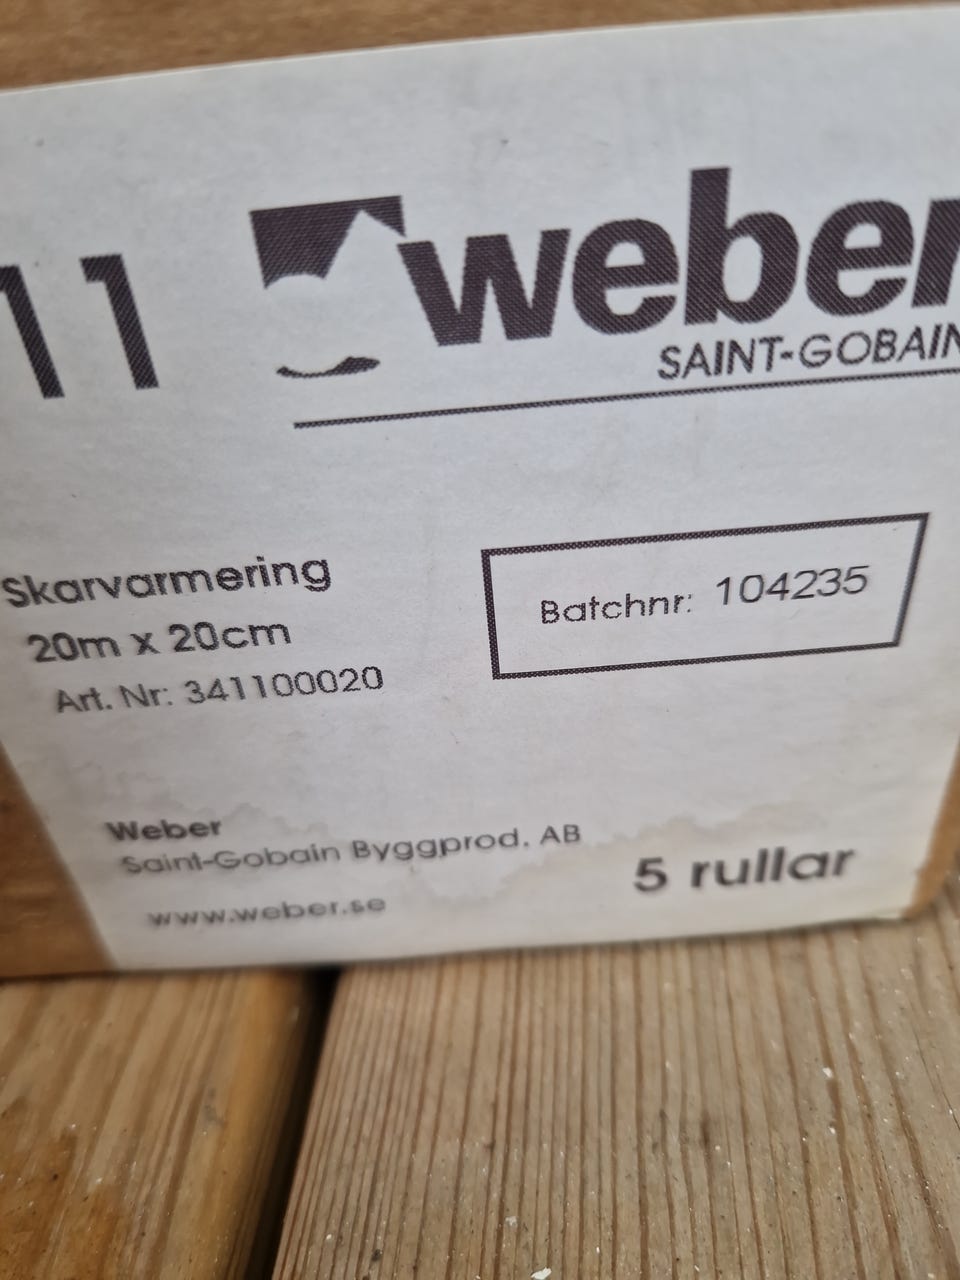 11
weber
SAINT-GOBAIN
Skarvarmering
20m x 20cm
Art. Nr: 341100020
Batchnr: 104235
Weber
Saint-Gobain Byggprod. AB
www.weber.se
5 rullar